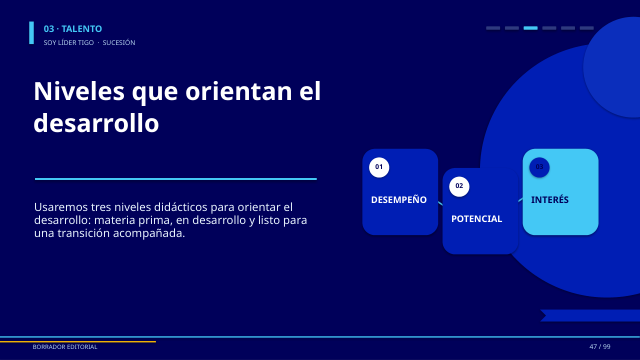 03 · TALENTO
SOY LÍDER TIGO · SUCESIÓN
Niveles que orientan el
desarrollo
Usaremos tres niveles didácticos para orientar el
desarrollo: materia prima, en desarrollo y listo para
una transición acompañada.
01
DESEMPEÑO
02
POTENCIAL
03
INTERÉS
BORRADOR EDITORIAL
47 / 99